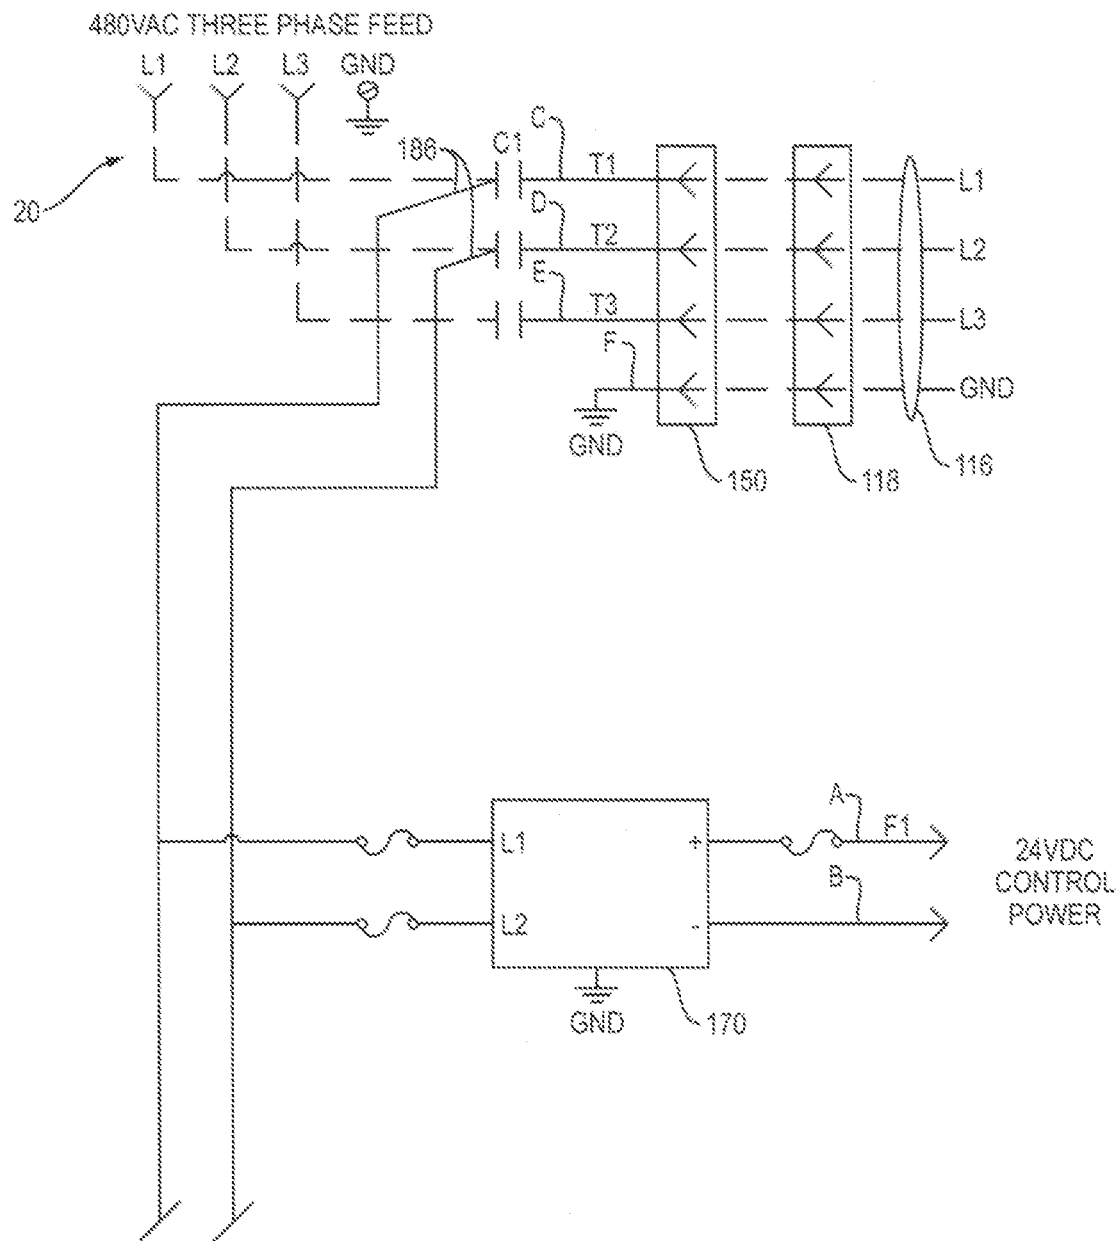 480VAC THREE PHASE FEED
L1 L2 L3 GND
186 C1 C T1 L1
20
D T2 L2
E T3 L3
F GND
GND
160 118 116
L1 + A F1
24VDC
CONTROL
POWER
L2 - B
GND 170